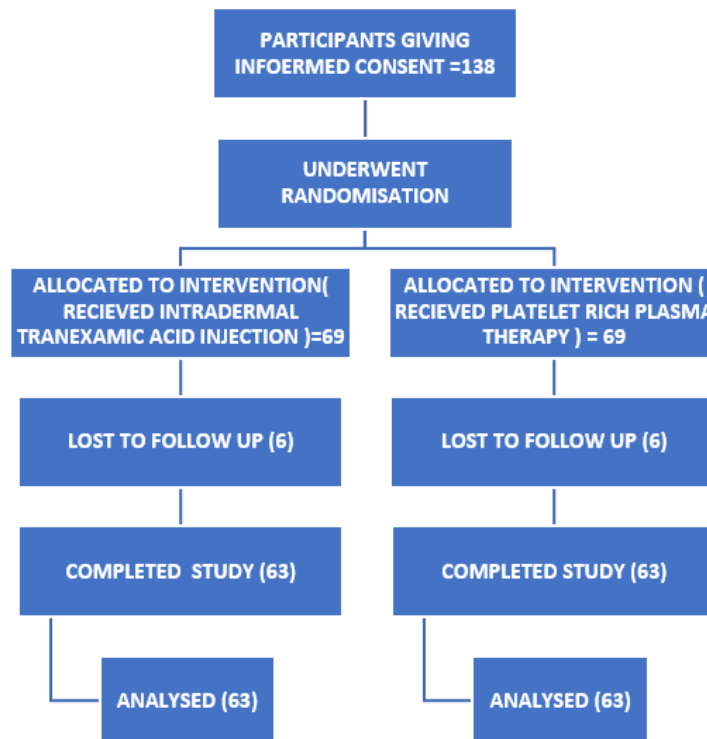 PARTICIPANTS GIVING
INFOERMED CONSENT =138
UNDERWENT
RANDOMISATION
ALLOCATED TO INTERVENTION(
RECIEVED INTRADERMAL
TRANEXAMIC ACID INJECTION )=69
ALLOCATED TO INTERVENTION (
RECIEVED PLATELET RICH PLASMA
THERAPY ) = 69
LOST TO FOLLOW UP (6)
LOST TO FOLLOW UP (6)
COMPLETED STUDY (63)
COMPLETED STUDY (63)
ANALYSED (63)
ANALYSED (63)